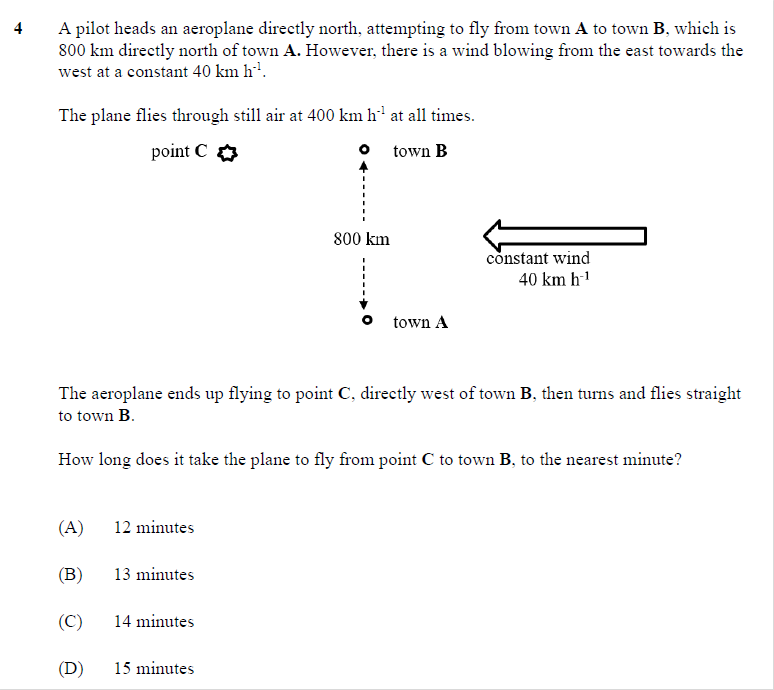 4 A pilot heads an aeroplane directly north, attempting to fly from town A to town B, which is
800 km directly north of town A. However, there is a wind blowing from the east towards the
west at a constant 40 km h⁻¹.
The plane flies through still air at 400 km h⁻¹ at all times.
point C town B
800 km
constant wind
40 km h⁻¹
town A
The aeroplane ends up flying to point C, directly west of town B, then turns and flies straight
to town B.
How long does it take the plane to fly from point C to town B, to the nearest minute?
(A) 12 minutes
(B) 13 minutes
(C) 14 minutes
(D) 15 minutes